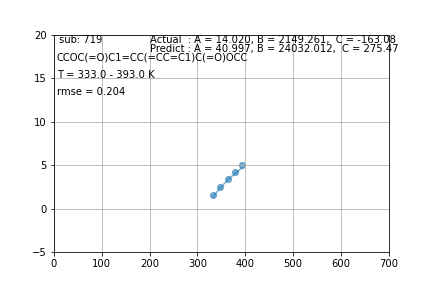 sub: 719
Actual : A = 14.020, B = 2149.261, C = -163.08
Predict : A = 40.997, B = 24032.012, C = 275.47
CCOC(=O)C1=CC(=CC=C1)C(=O)OCC
T = 333.0 - 393.0 K
rmse = 0.204
20
15
10
5
0
−5
0 100 200 300 400 500 600 700